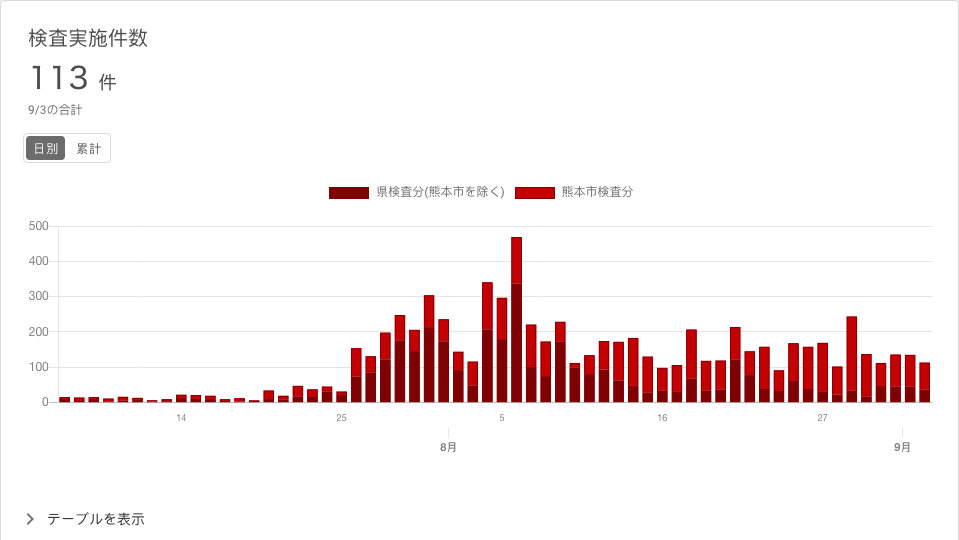 検査実施件数
113 件
9/3の合計
日別 累計
県検査分(熊本市を除く) 熊本市検査分
500
400
300
200
100
0
14 25 5 16 27
8月 9月
テーブルを表示